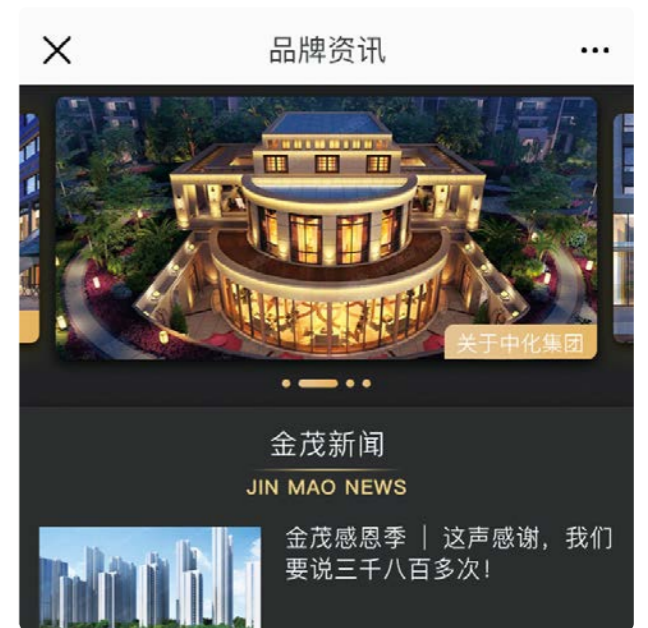 品牌资讯
关于中化集团
金茂新闻
JIN MAO NEWS
金茂感恩季｜这声感谢，我们
要说三千八百多次！